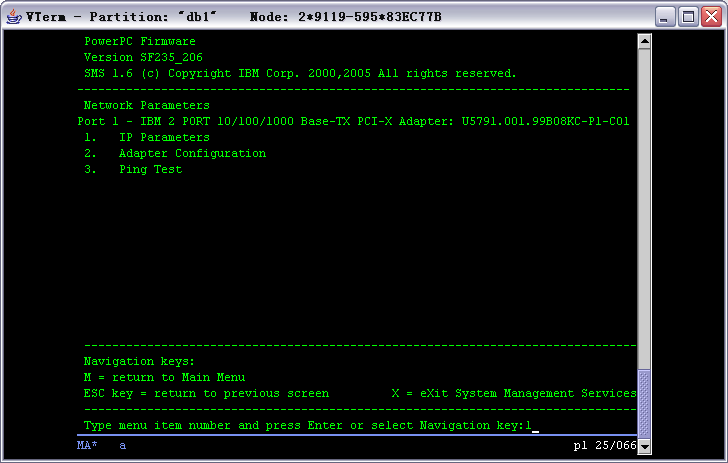 VTerm - Partition: "db1"    Node: 2*9119-595*83EC77B
PowerPC Firmware
Version SF235_206
SMS 1.6 (c) Copyright IBM Corp. 2000,2005 All rights reserved.
Network Parameters
Port 1 - IBM 2 PORT 10/100/1000 Base-TX PCI-X Adapter: U5791.001.99B08KC-P1-C01
1.   IP Parameters
2.   Adapter Configuration
3.   Ping Test
Navigation keys:
M = return to Main Menu
ESC key = return to previous screen         X = eXit System Management Services
Type menu item number and press Enter or select Navigation key:1_
MA*   a   pl 25/066